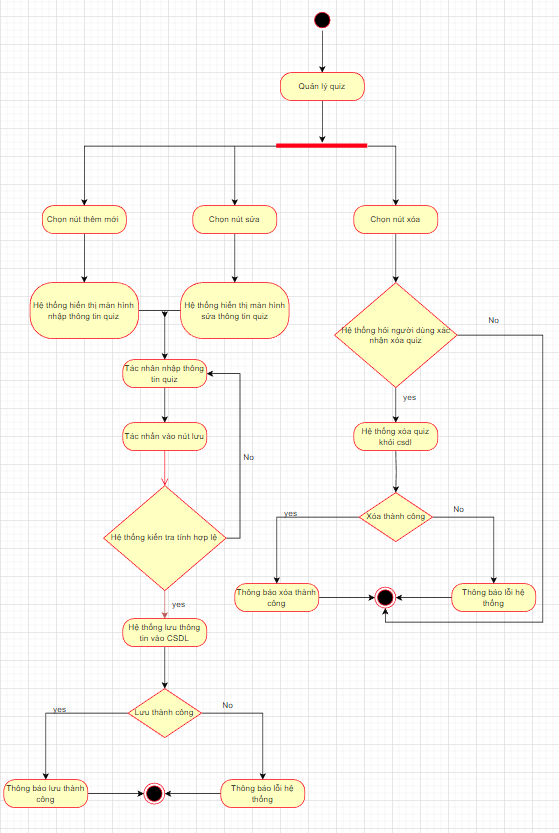 Quản lý quiz
Chọn nút thêm mới
Chọn nút sửa
Chọn nút xóa
Hệ thống hiển thị màn hình
nhập thông tin quiz
Hệ thống hiển thị màn hình
sửa thông tin quiz
Hệ thống hỏi người dùng xác
nhận xóa quiz
No
yes
Tác nhân nhập thông
tin quiz
Tác nhấn vào nút lưu
Hệ thống xóa quiz
khỏi csdl
No
Hệ thống kiến tra tính hợp lệ
yes
Xóa thành công
yes
No
Thông báo xóa thành
công
Thông báo lỗi hệ
thống
Hệ thống lưu thông
tin vào CSDL
Lưu thành công
yes
No
Thông báo lưu thành
công
Thông báo lỗi hệ
thống